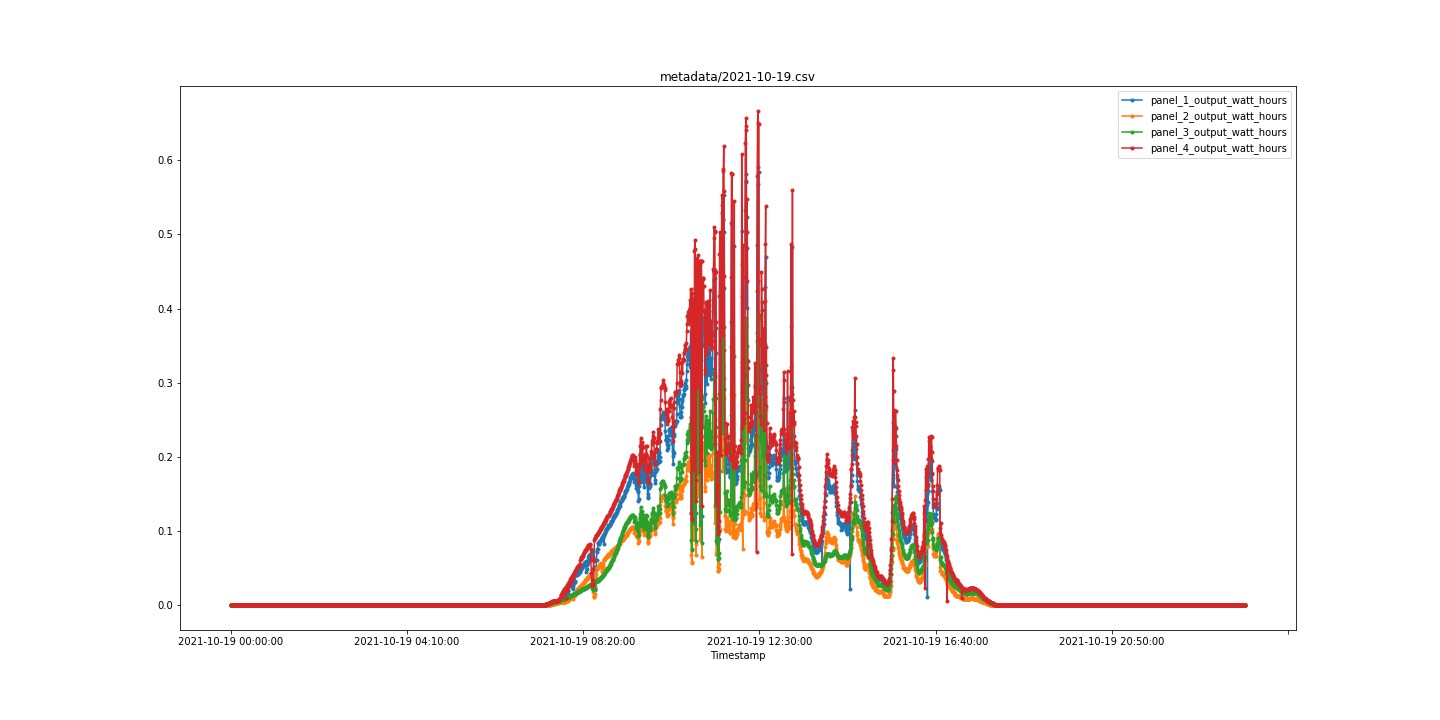 metadata/2021-10-19.csv
panel_1_output_watt_hours
panel_2_output_watt_hours
panel_3_output_watt_hours
panel_4_output_watt_hours
0.6
0.5
0.4
0.3
0.2
0.1
0.0
2021-10-19 00:00:00 2021-10-19 04:10:00 2021-10-19 08:20:00 2021-10-19 12:30:00 2021-10-19 16:40:00 2021-10-19 20:50:00
Timestamp